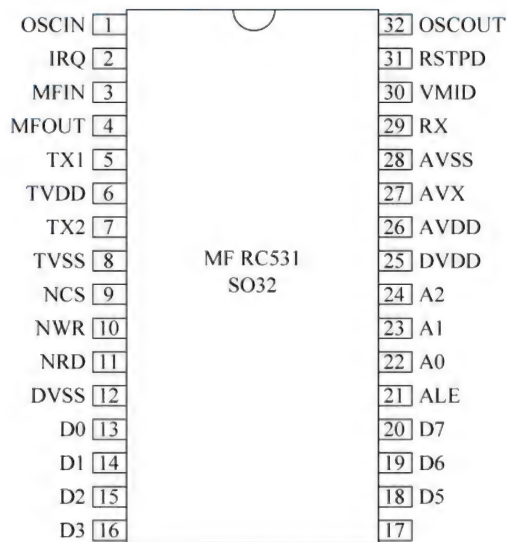 OSCIN 1 32 OSCOUT
IRQ 2 31 RSTPD
MFIN 3 30 VMID
MFOUT 4 29 RX
TX1 5 28 AVSS
TVDD 6 27 AVX
TX2 7 26 AVDD
TVSS 8 25 DVDD
MF RC531
SO32
NCS 9 24 A2
NWR 10 23 A1
NRD 11 22 A0
DVSS 12 21 ALE
D0 13 20 D7
D1 14 19 D6
D2 15 18 D5
D3 16 17